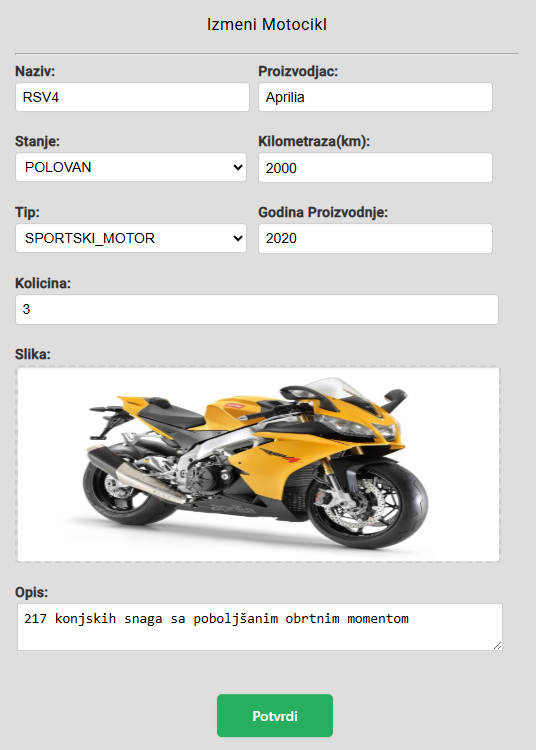 Izmeni Motocikl
Naziv: Proizvodjac:
RSV4 Aprilia
Stanje: Kilometraza(km):
POLOVAN 2000
Tip: Godina Proizvodnje:
SPORTSKI_MOTOR 2020
Kolicina:
3
Slika:
aprilia
Opis:
217 konjskih snaga sa poboljšanim obrtnim momentom
Potvrdi